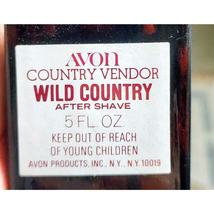 AVON
COUNTRY VENDOR
WILD COUNTRY
AFTER SHAVE
5 FL OZ
KEEP OUT OF REACH
OF YOUNG CHILDREN
AVON PRODUCTS, INC., N.Y., N.Y. 10019